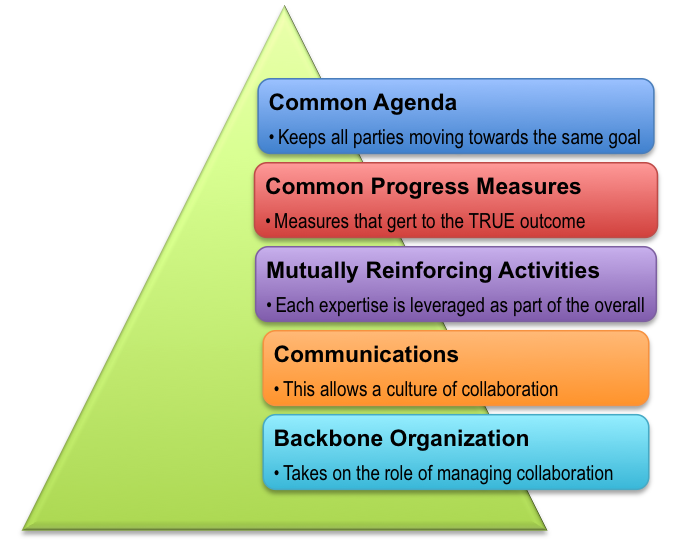 Common Agenda
• Keeps all parties moving towards the same goal
Common Progress Measures
• Measures that gert to the TRUE outcome
Mutually Reinforcing Activities
• Each expertise is leveraged as part of the overall
Communications
• This allows a culture of collaboration
Backbone Organization
• Takes on the role of managing collaboration